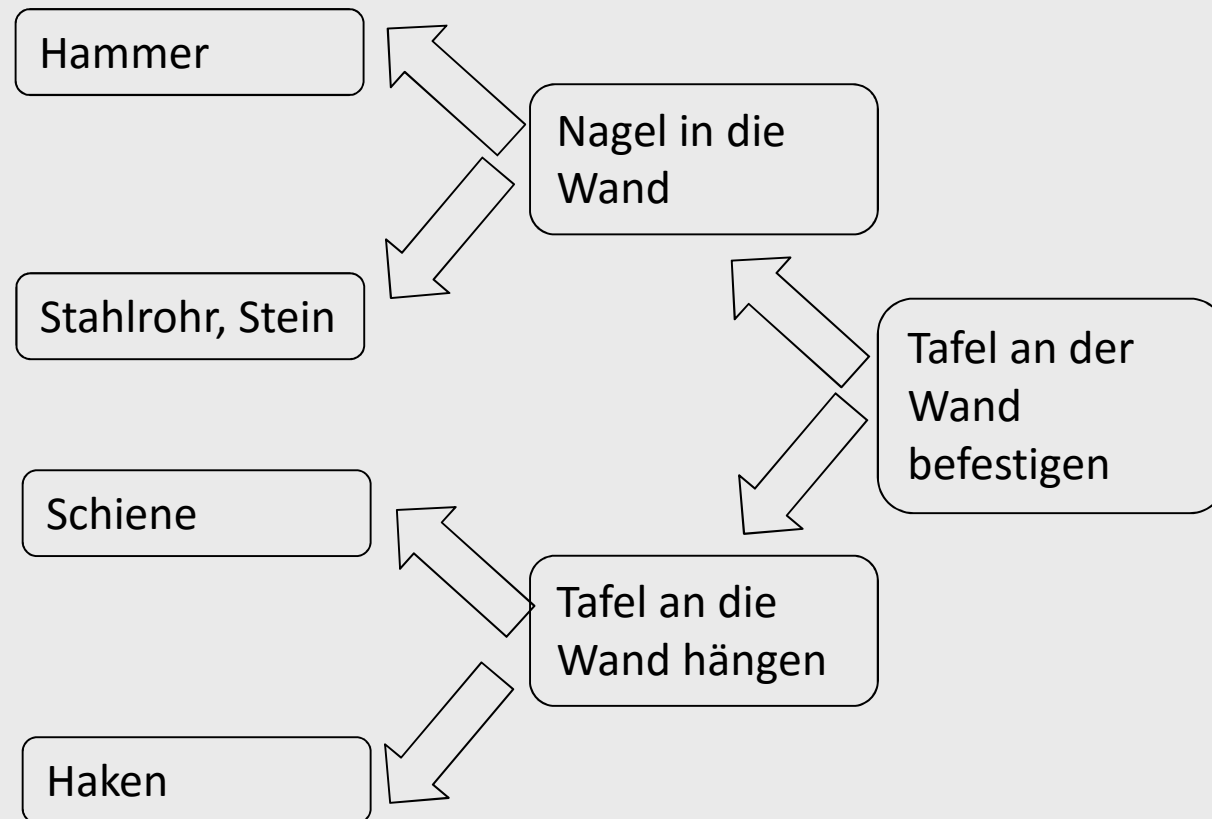 Hammer
Nagel in die
Wand
Stahlrohr, Stein
Tafel an der
Wand
befestigen
Schiene
Tafel an die
Wand hängen
Haken